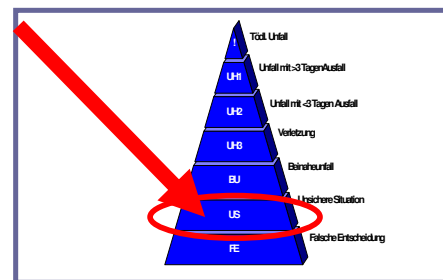 ! Tödl. Unfall
UH1 Unfall mit >3 Tagen Ausfall
UH2 Unfall mit <3 Tagen Ausfall
UH3 Verletzung
BU Beinaheunfall
US Unsichere Situation
FE Falsche Entscheidung